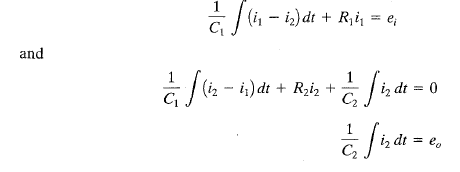 1/C₁ ∫ (i₁ − i₂) dt + R₁i₁ = eᵢ
and
1/C₁ ∫ (i₂ − i₁) dt + R₂i₂ + 1/C₂ ∫ i₂ dt = 0
1/C₂ ∫ i₂ dt = eₒ